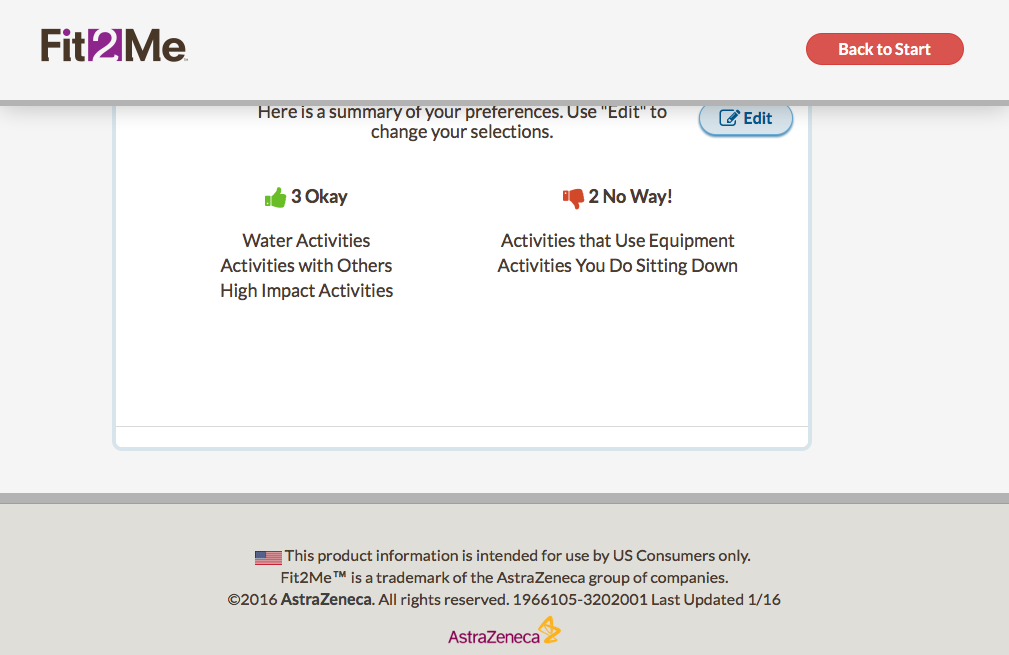 Fit2Me™
Back to Start
Here is a summary of your preferences. Use "Edit" to
change your selections.
Edit
3 Okay
Water Activities
Activities with Others
High Impact Activities
2 No Way!
Activities that Use Equipment
Activities You Do Sitting Down
This product information is intended for use by US Consumers only.
Fit2Me™ is a trademark of the AstraZeneca group of companies.
©2016 AstraZeneca. All rights reserved. 1966105-3202001 Last Updated 1/16
AstraZeneca